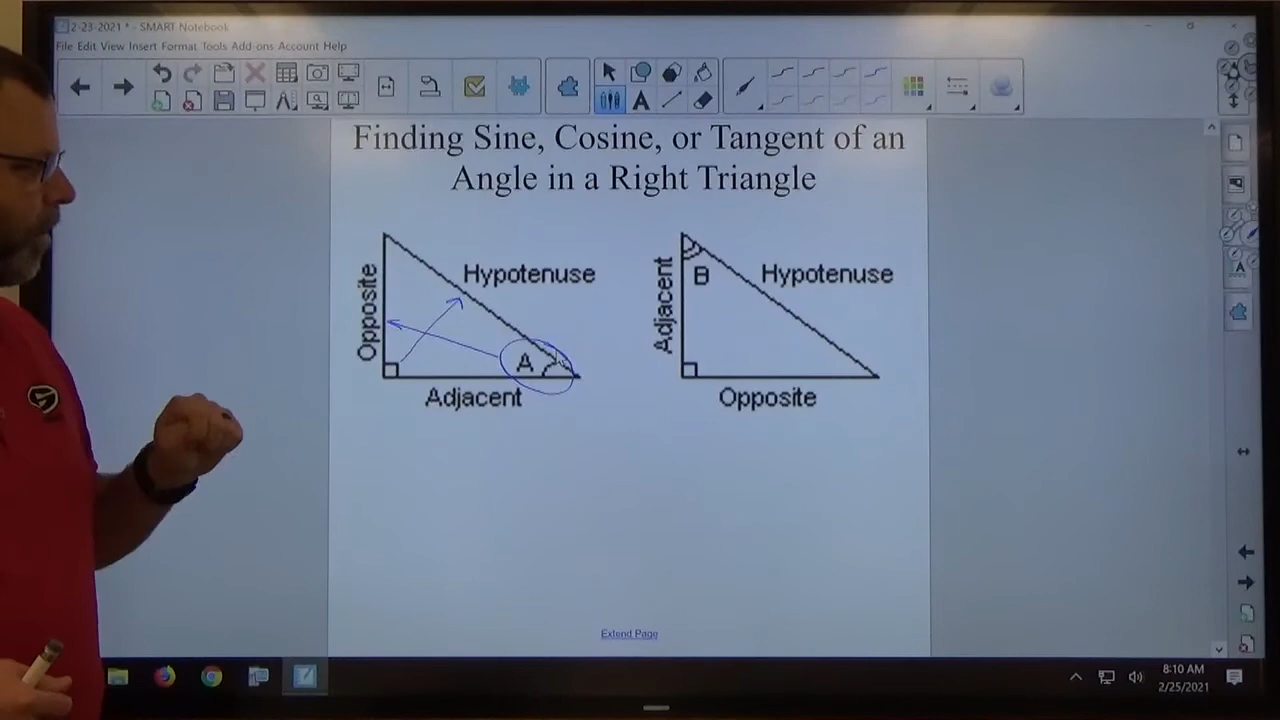 2-23-2021 * - SMART Notebook
File Edit View Insert Format Tools Add-ons Account Help
Finding Sine, Cosine, or Tangent of an
Angle in a Right Triangle
Opposite
Hypotenuse
A
Adjacent
Adjacent
B
Hypotenuse
Opposite
Extend Page
8:10 AM
2/25/2021